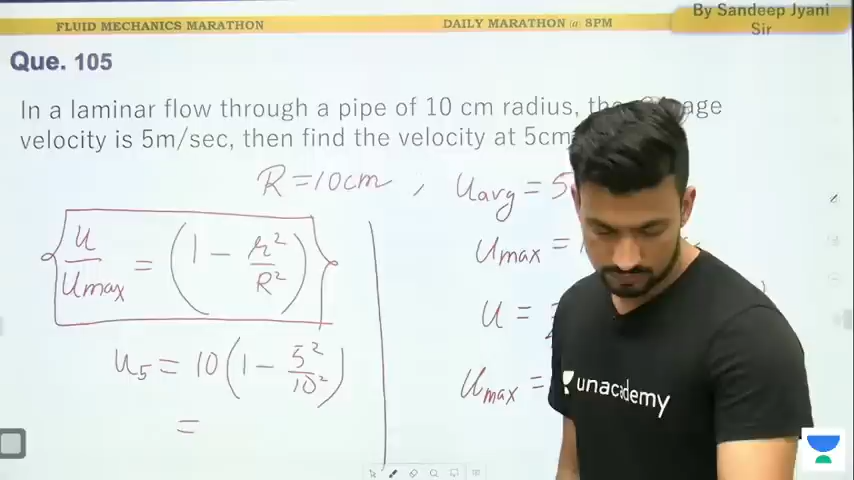 FLUID MECHANICS MARATHON
DAILY MARATHON @ 8PM
By Sandeep Jyani
Sir
Que. 105
In a laminar flow through a pipe of 10 cm radius, the
velocity is 5m/sec, then find the velocity at 5cm
R = 10cm , Uavg = 5
u/Umax = (1 − r²/R²)
Umax =
u =
u5 = 10(1 − 5²/10²)
Umax =
=
unacademy